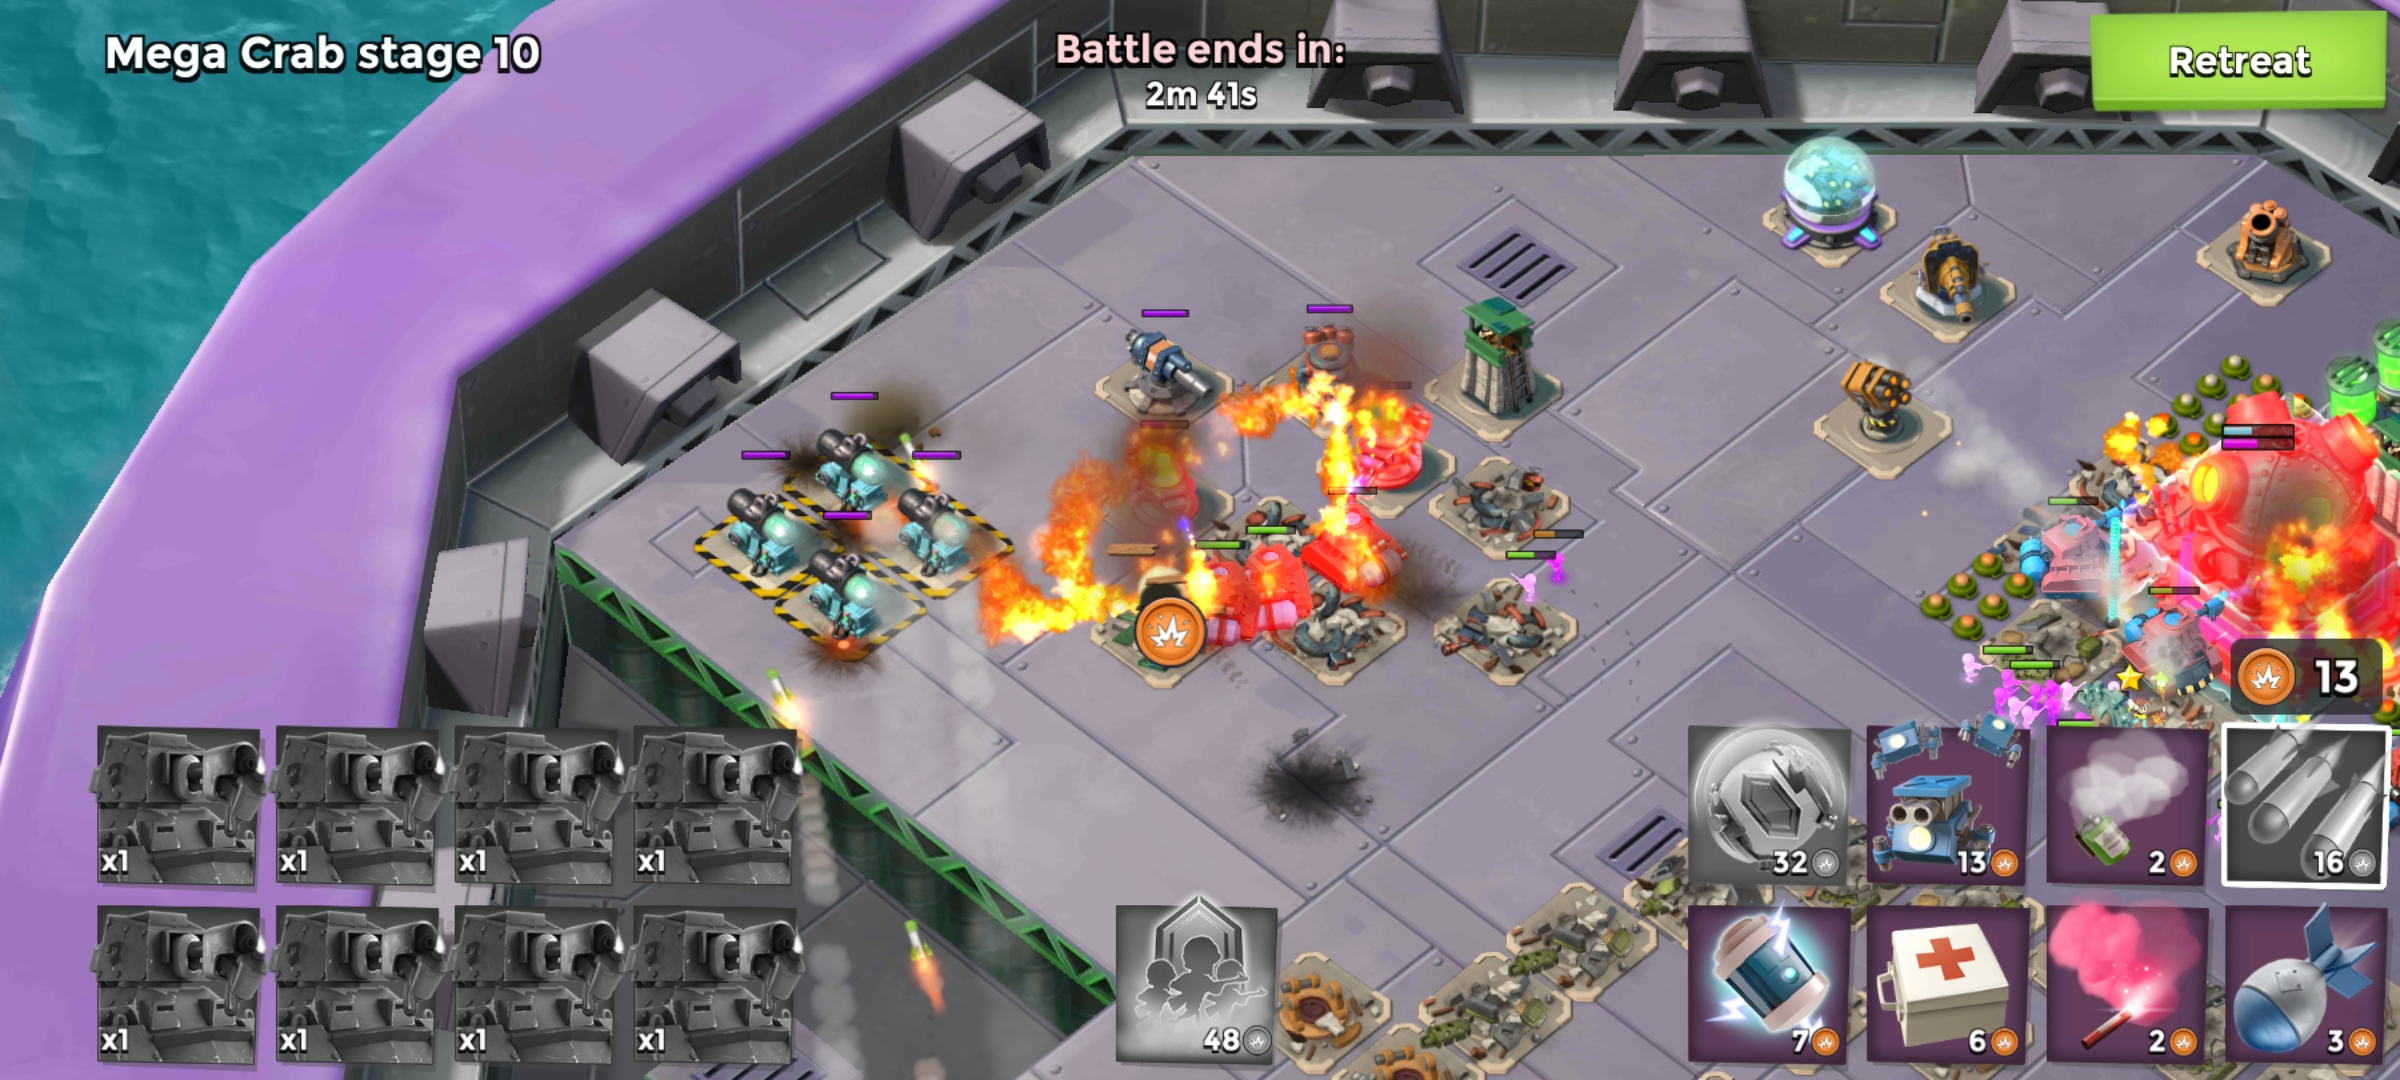 Mega Crab stage 10
Battle ends in:
2m 41s
Retreat
13
x1
x1
x1
x1
32
13
2
16
x1
x1
x1
x1
48
7
6
2
3